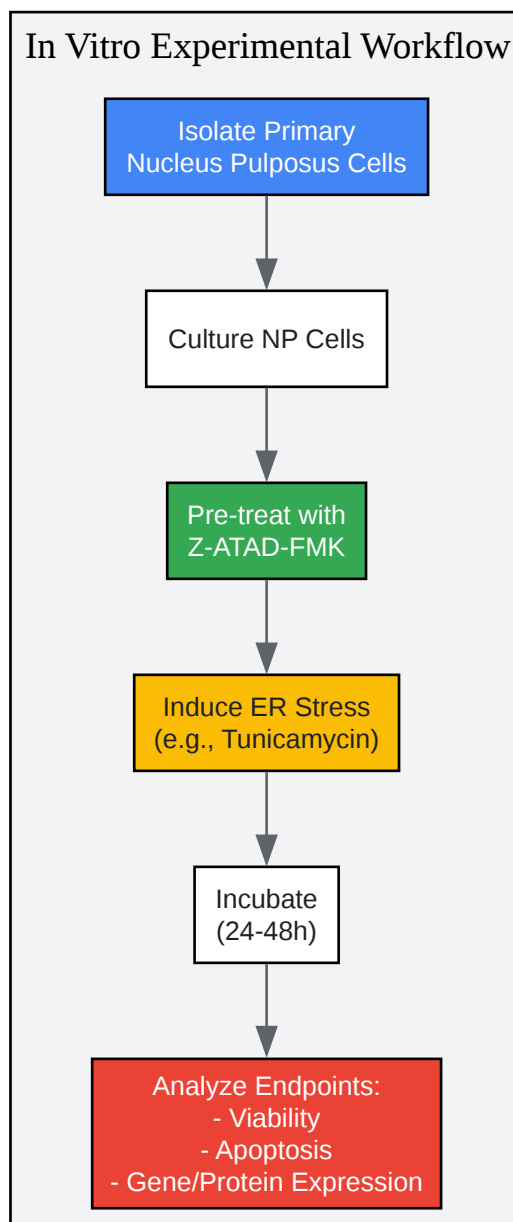 In Vitro Experimental Workflow
Isolate Primary
Nucleus Pulposus Cells
Culture NP Cells
Pre-treat with
Z-ATAD-FMK
Induce ER Stress
(e.g., Tunicamycin)
Incubate
(24-48h)
Analyze Endpoints:
- Viability
- Apoptosis
- Gene/Protein Expression